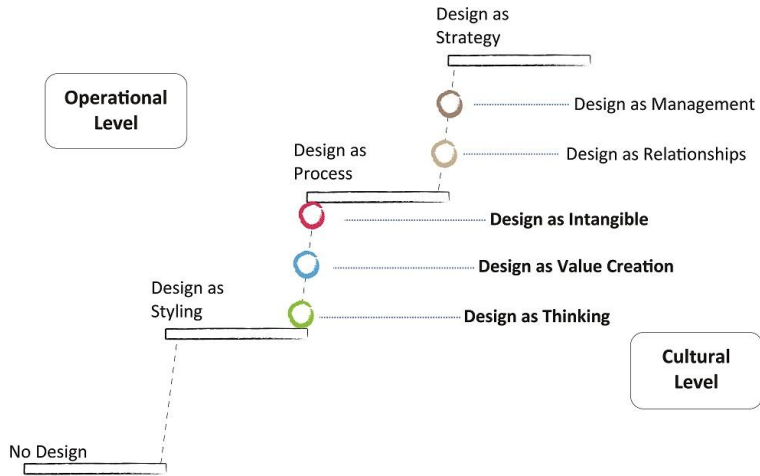 Design as
Strategy
Operational
Level
Design as Management
Design as
Process
Design as Relationships
Design as Intangible
Design as Value Creation
Design as
Styling
Design as Thinking
Cultural
Level
No Design